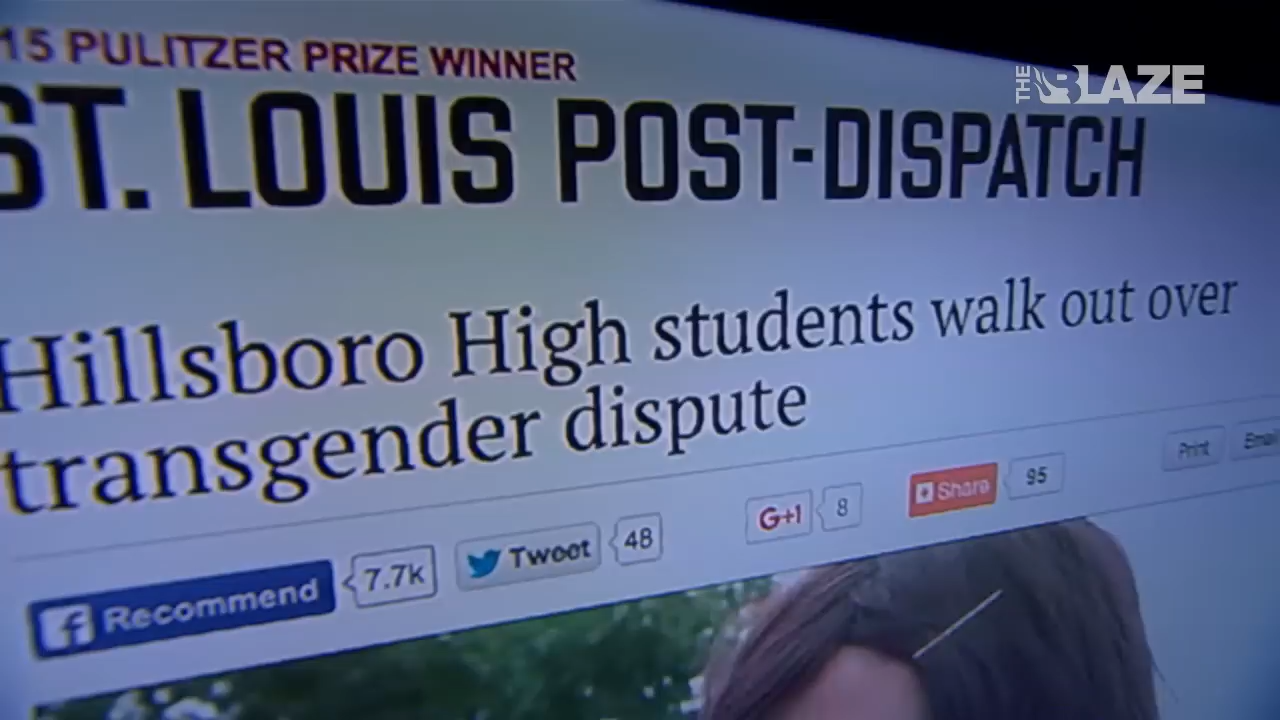 15 PULITZER PRIZE WINNER
THE BLAZE
ST. LOUIS POST-DISPATCH
Hillsboro High students walk out over
transgender dispute
Print
Email
f Recommend 7.7k
Tweet 48
G+1 8
Share 95